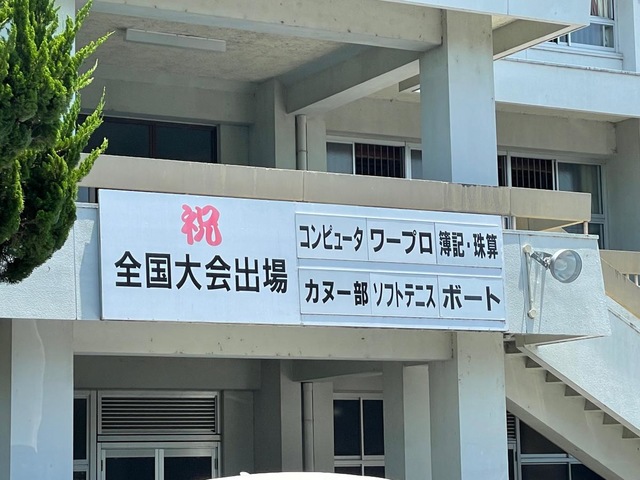 祝
全国大会出場
コンピュータ ワープロ 簿記・珠算
カヌー部 ソフトテニス ボート